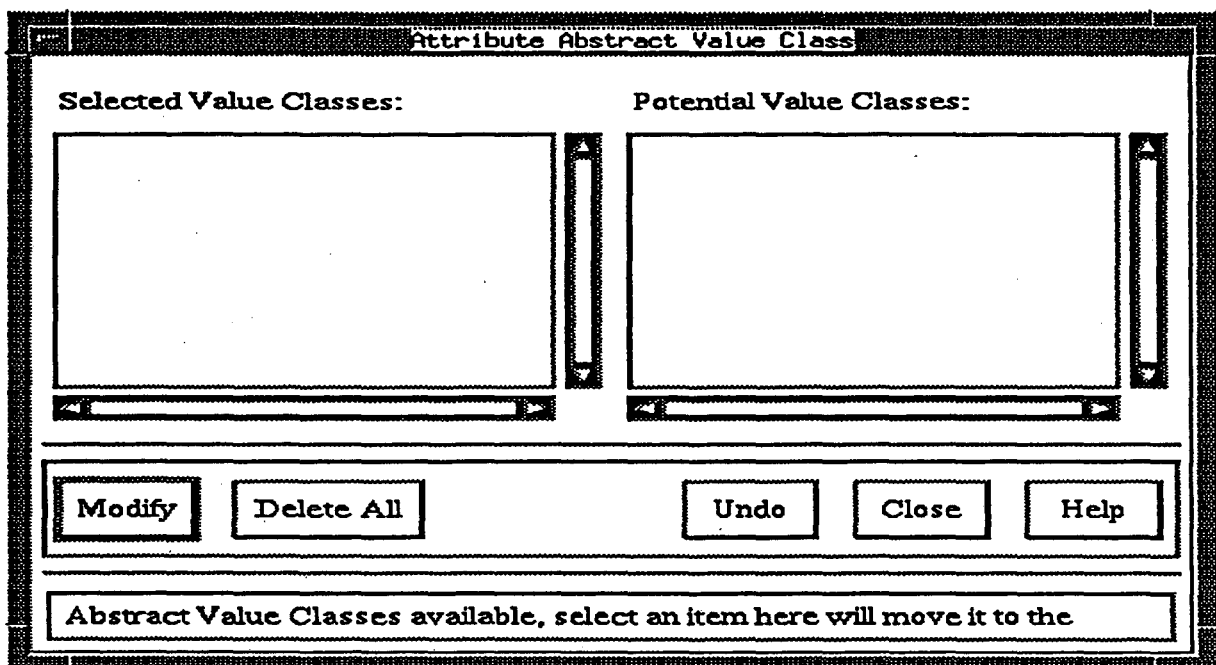 Attribute Abstract Value Class
Selected Value Classes: Potential Value Classes:
Modify Delete All Undo Close Help
Abstract Value Classes available, select an item here will move it to the